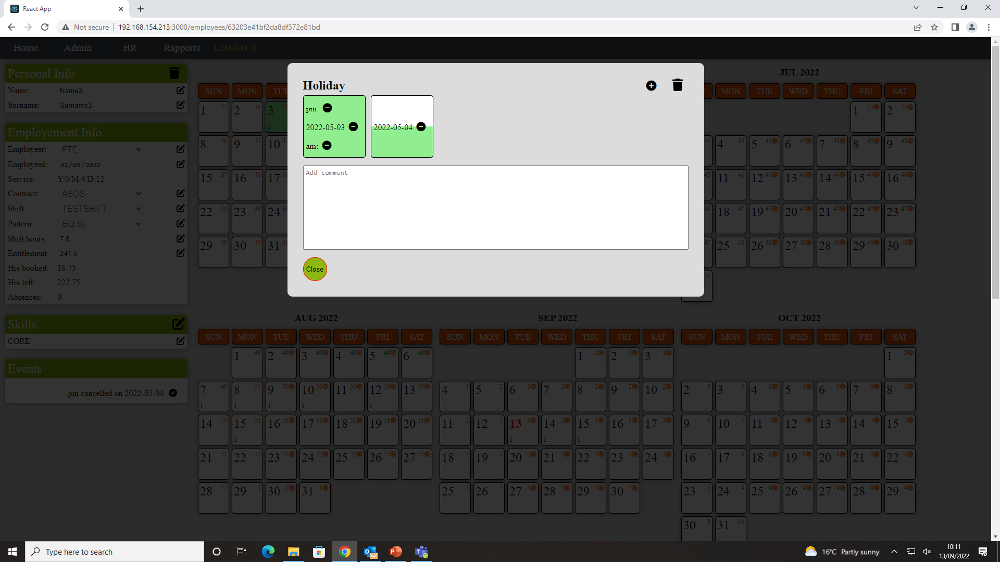 React App
Not secure 192.168.154.213:3000/employees/63203e41bf2da8df372e81bd
Home Admin HR Rapports LOGOUT
Personal Info
Name: Name3
Surname: Surname3
Employement Info
Employeer: FTE
Employeed: 01/05/2022
Service: Y:0/M:4/D:12
Contract: ASOS
Shift: TESTSHIFT
Pattern: E(2-6)
Shift hours: 7.5
Entitlement: 241.5
Hrs booked: 18.75
Hrs left: 222.75
Absences: 0
Skills
CORE
Events
pm cancelled on 2022-05-04
Holiday
pm:
2022-05-03
am:
2022-05-04
Add comment
Close
SUN MON
1 35 2 36 3 2
8 36 9 37 10 37
15 37 16 38 17
22 38 23 39 24 39
29 39 30 40 31
JUL 2022
MON TUE WED THU FRI SAT
1 44 2 44
44 4 45 5 45 6 45 7 45 8 45 9 45
45 11 46 12 46 13 46 14 46 15 46 16 46
46 18 47 19 47 20 47 21 47 22 47 23 47
47 25 48 26 48 27 48 28 48 29 48 30 48
48
AUG 2022
SUN MON TUE WED THU FRI SAT
1 49 2 49 3 49 4 49 5 49 6 49
7 49 8 50 1 9 50 1 10 50 1 11 50 12 50 1 13 50
14 50 15 51 1 16 51 17 51 18 51 19 51 20 51
21 51 22 52 23 52 24 52 25 52 26 52 27 52
28 52 29 1 30 1 31 1
SEP 2022
SUN MON TUE WED THU FRI SAT
1 1 2 1 3 1
4 1 5 2 6 2 7 2 8 2 9 2 10 2
11 2 12 3 13 3 1 14 3 1 15 3 1 16 3 17 3
18 3 19 4 20 4 21 4 22 4 23 4 24 4
25 4 26 5 27 5 28 5 29 5 30 5
OCT 2022
SUN MON TUE WED THU FRI SAT
1 5
2 5 3 6 4 6 5 6 6 6 7 6 8 6
9 6 10 7 11 7 12 7 13 7 14 7 15 7
16 7 17 8 18 8 19 8 20 8 21 8 22 8
23 8 24 9 25 9 26 9 27 9 28 9 29 9
30 9 31 10
Type here to search
16°C Partly sunny
10:11
13/09/2022